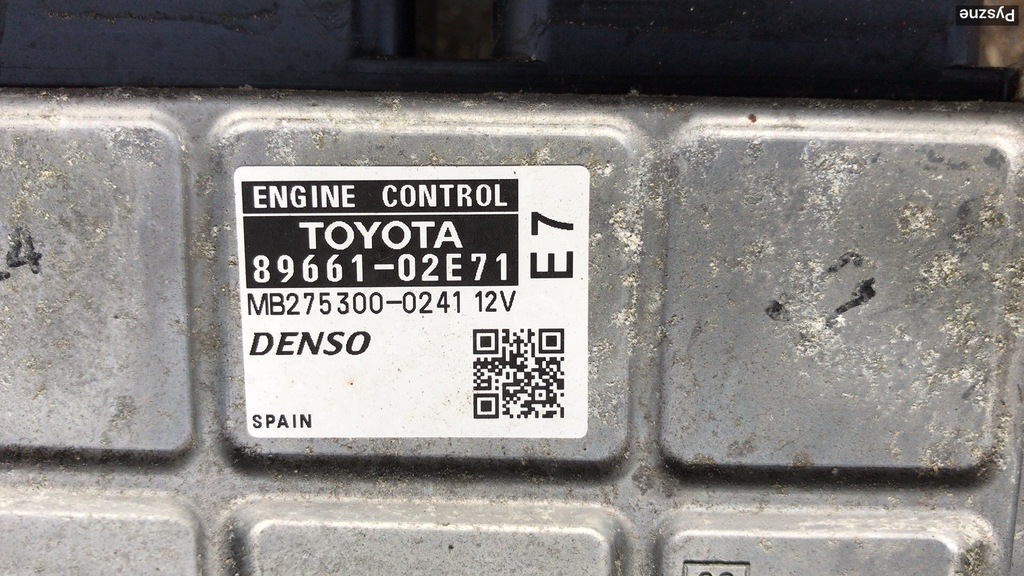 Pyszne
ENGINE CONTROL
TOYOTA
89661-02E71
E7
MB275300-0241 12V
DENSO
SPAIN